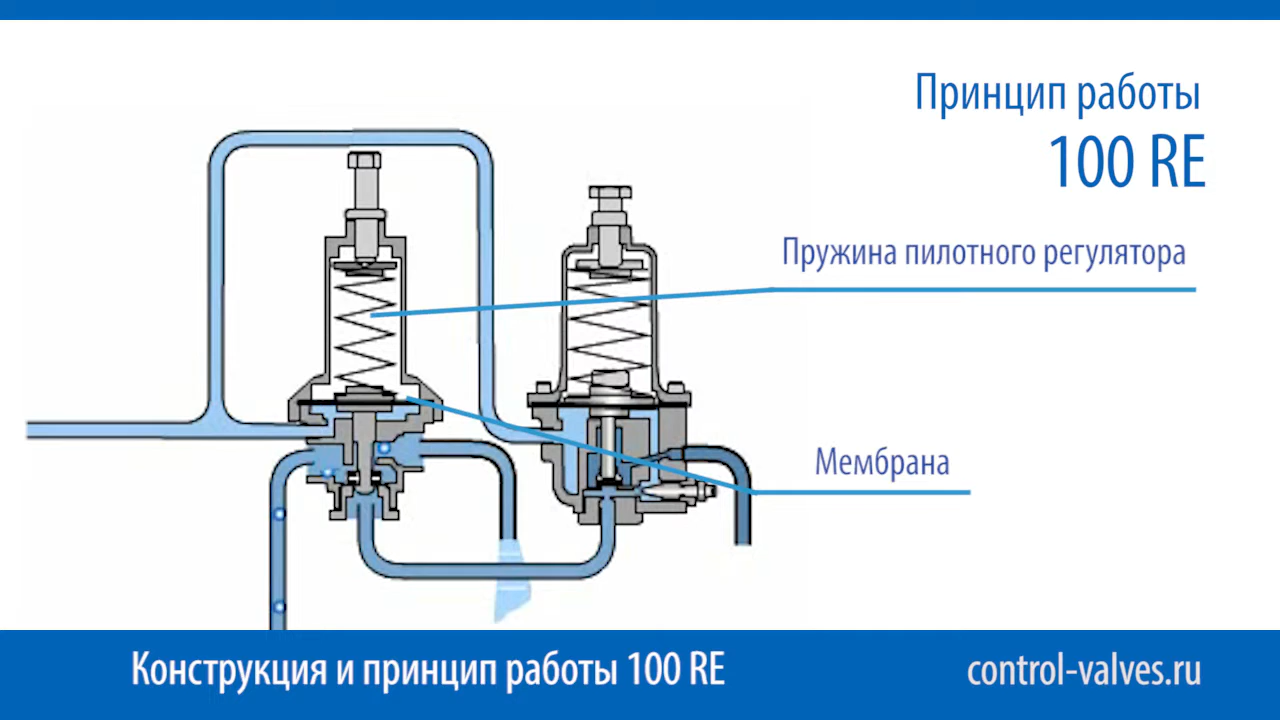 Принцип работы
100 RE
Пружина пилотного регулятора
Мембрана
Конструкция и принцип работы 100 RE
control-valves.ru